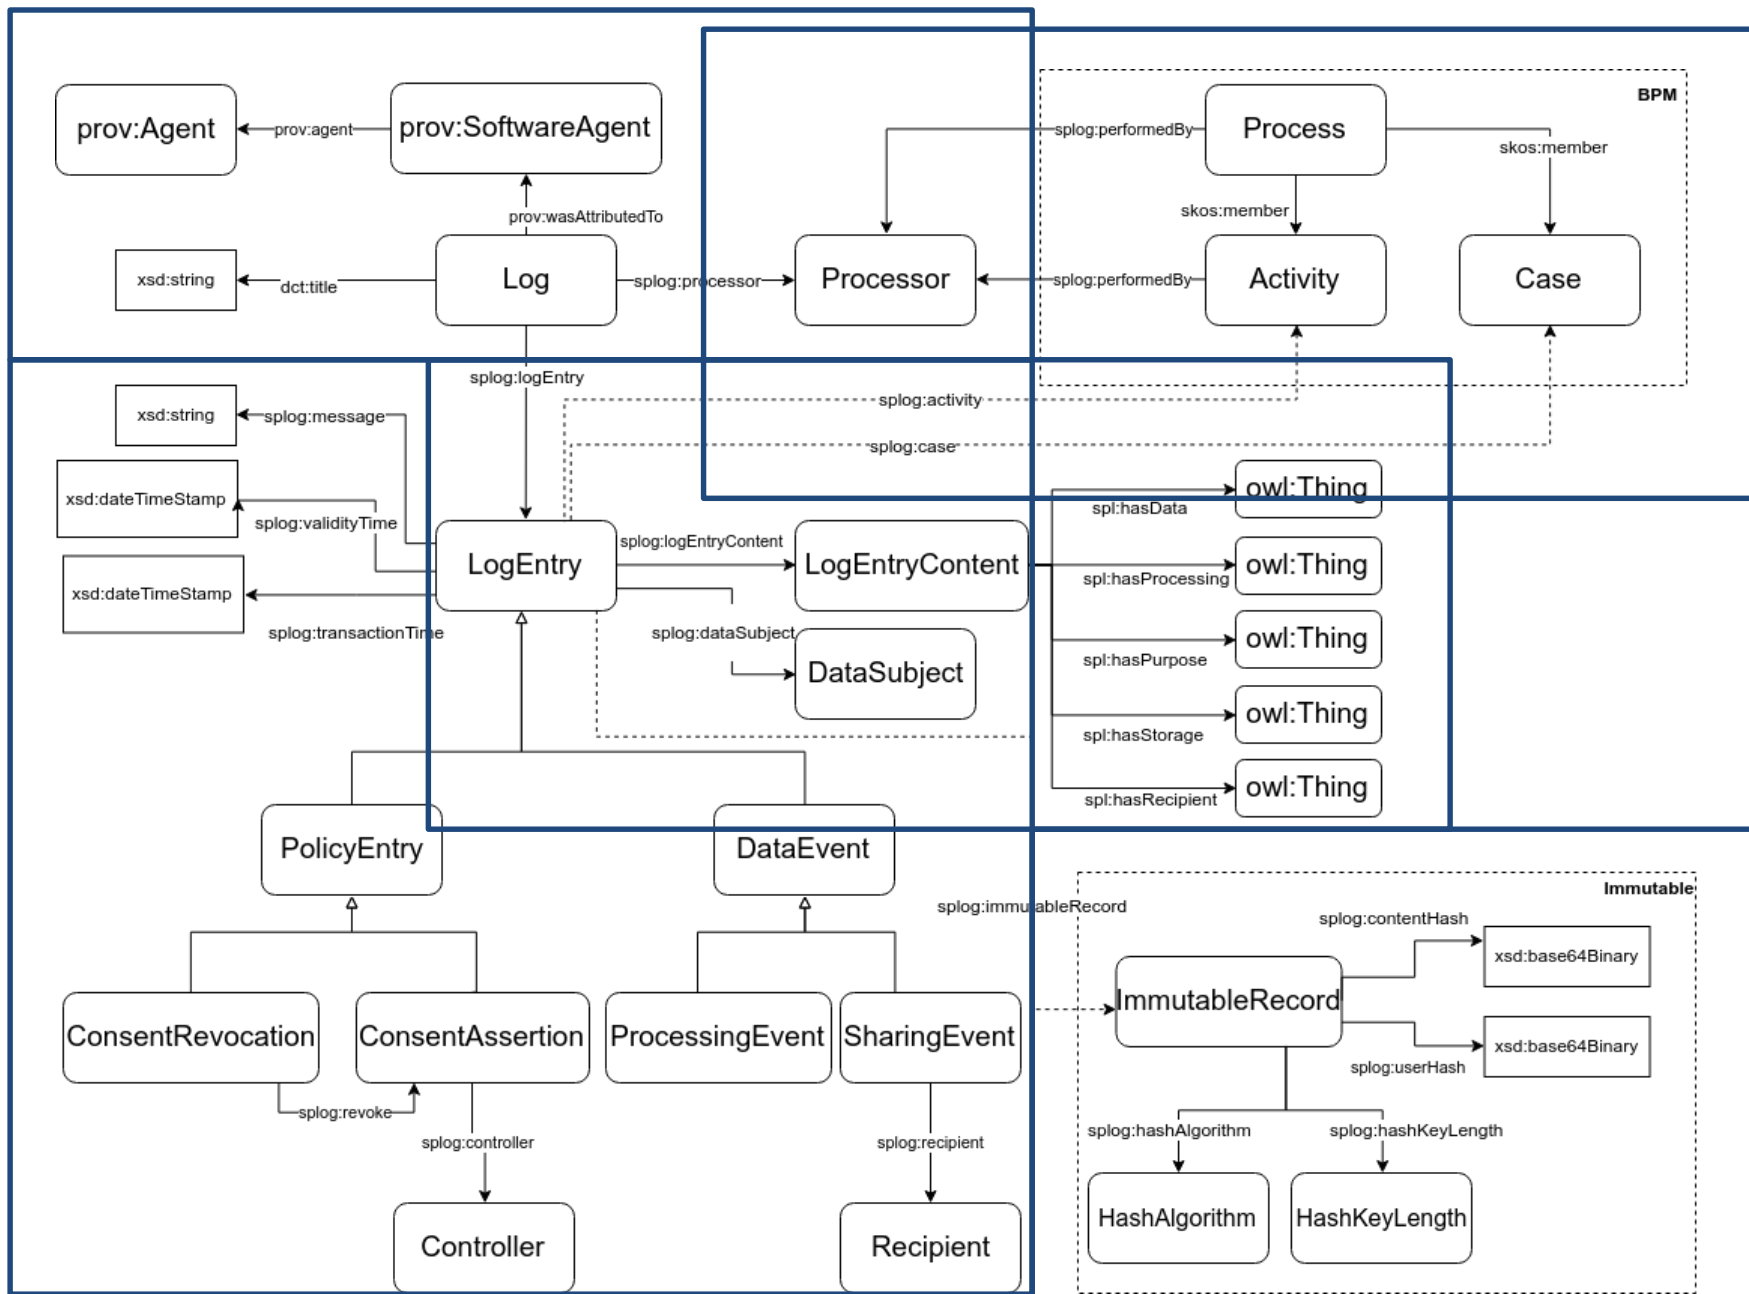 BPM
prov:Agent
prov:agent
prov:SoftwareAgent
splog:performedBy
Process
skos:member
prov:wasAttributedTo
skos:member
xsd:string
dct:title
Log
splog:processor
Processor
splog:performedBy
Activity
Case
splog:logEntry
splog:activity
xsd:string
splog:message
splog:case
xsd:dateTimeStamp
splog:validityTime
owl:Thing
spl:hasData
splog:logEntryContent
LogEntry
LogEntryContent
owl:Thing
spl:hasProcessing
xsd:dateTimeStamp
splog:transactionTime
splog:dataSubject
owl:Thing
spl:hasPurpose
DataSubject
owl:Thing
spl:hasStorage
owl:Thing
spl:hasRecipient
PolicyEntry
DataEvent
Immutable
splog:immutableRecord
splog:contentHash
xsd:base64Binary
ImmutableRecord
ConsentRevocation
ConsentAssertion
ProcessingEvent
SharingEvent
xsd:base64Binary
splog:userHash
splog:revoke
splog:controller
splog:recipient
splog:hashAlgorithm
splog:hashKeyLength
HashAlgorithm
HashKeyLength
Controller
Recipient